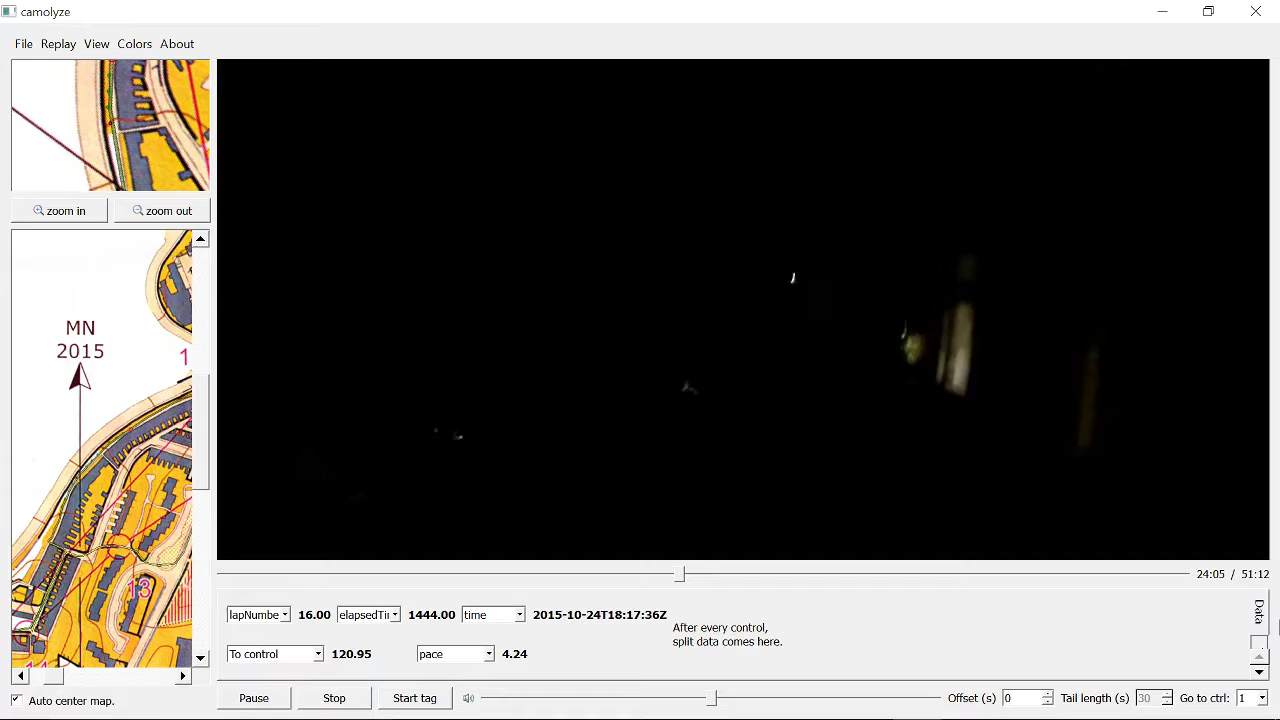 camolyze
File Replay View Colors About
zoom in
zoom out
MN
2015
1
13
14
24:05 / 51:12
lapNumbe 16.00 elapsedTi 1444.00 time 2015-10-24T18:17:36Z
To control 120.95 pace 4.24
After every control,
split data comes here.
Data
Auto center map.
Pause Stop Start tag
Offset (s) 0 Tail length (s) 30 Go to ctrl: 1